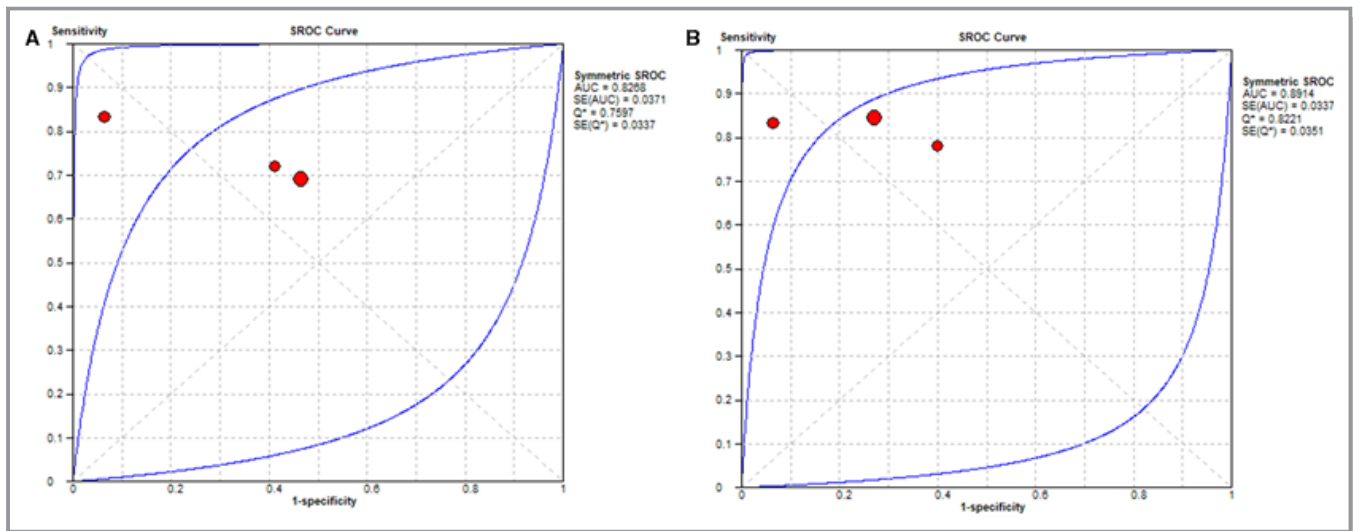 A
Sensitivity
SROC Curve
1
0.9
0.8
0.7
0.6
0.5
0.4
0.3
0.2
0.1
0
0 0.2 0.4 0.6 0.8 1
1-specificity
Symmetric SROC
AUC = 0.8268
SE(AUC) = 0.0371
Q* = 0.7597
SE(Q*) = 0.0337
B
Sensitivity
SROC Curve
1
0.9
0.8
0.7
0.6
0.5
0.4
0.3
0.2
0.1
0
0 0.2 0.4 0.6 0.8 1
1-specificity
Symmetric SROC
AUC = 0.8914
SE(AUC) = 0.0337
Q* = 0.8221
SE(Q*) = 0.0351